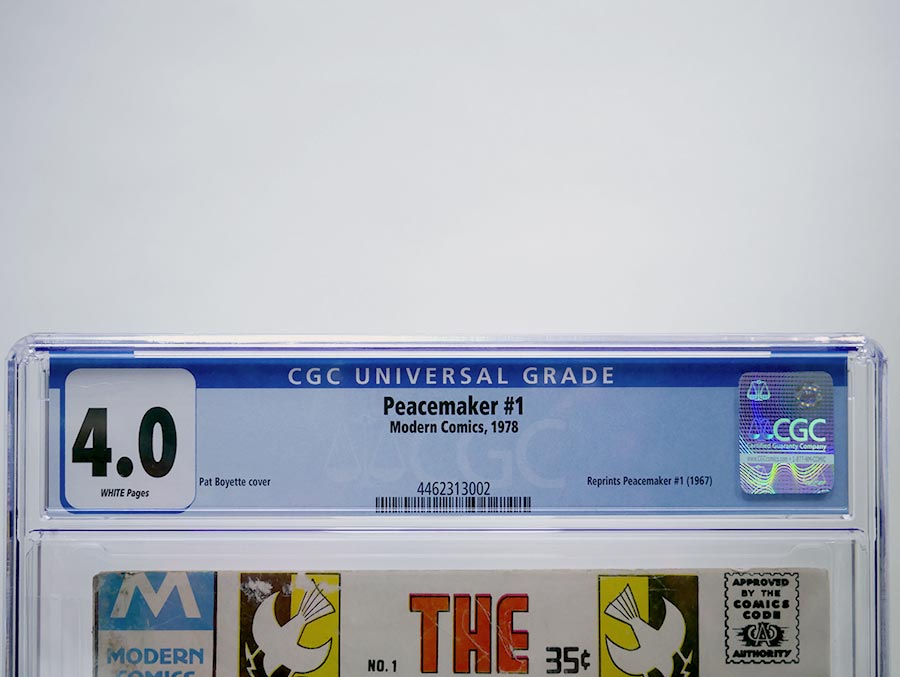 CGC UNIVERSAL GRADE
4.0
WHITE Pages
Peacemaker #1
Modern Comics, 1978
Pat Boyette cover
4462313002
Reprints Peacemaker #1 (1967)
CGC
Certified Guaranty Company
M
MODERN
COMICS
NO. 1
THE
35¢
APPROVED
BY THE
COMICS
CODE
AUTHORITY